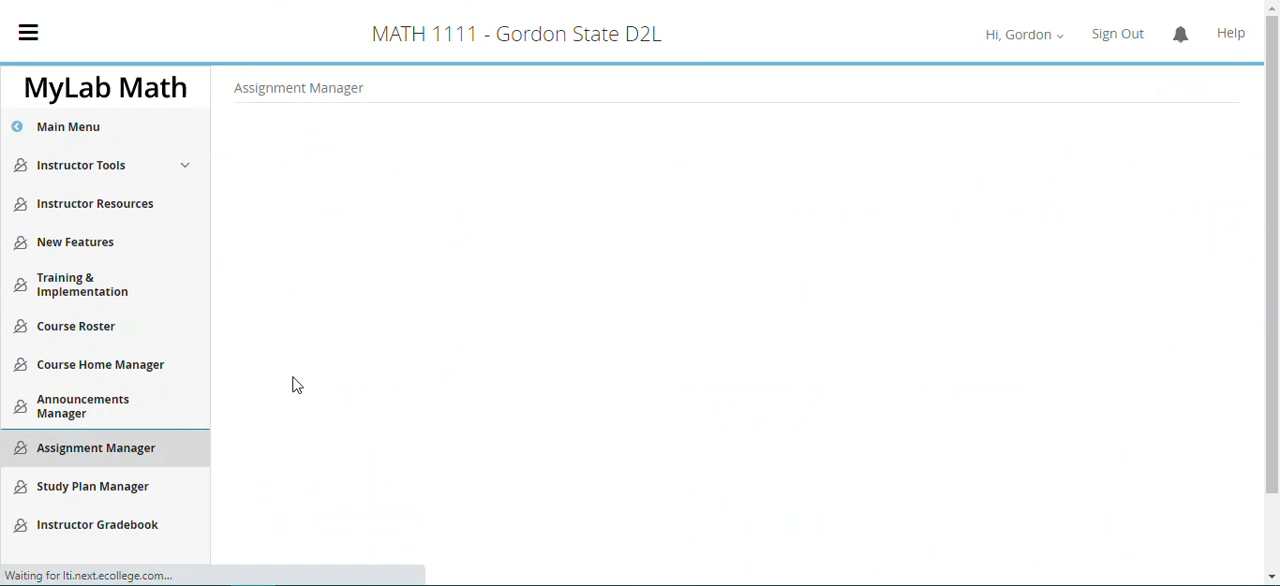 MATH 1111 - Gordon State D2L
Hi, Gordon
Sign Out
Help
MyLab Math
Assignment Manager
Main Menu
Instructor Tools
Instructor Resources
New Features
Training &
Implementation
Course Roster
Course Home Manager
Announcements
Manager
Assignment Manager
Study Plan Manager
Instructor Gradebook
Waiting for lti.next.ecollege.com...